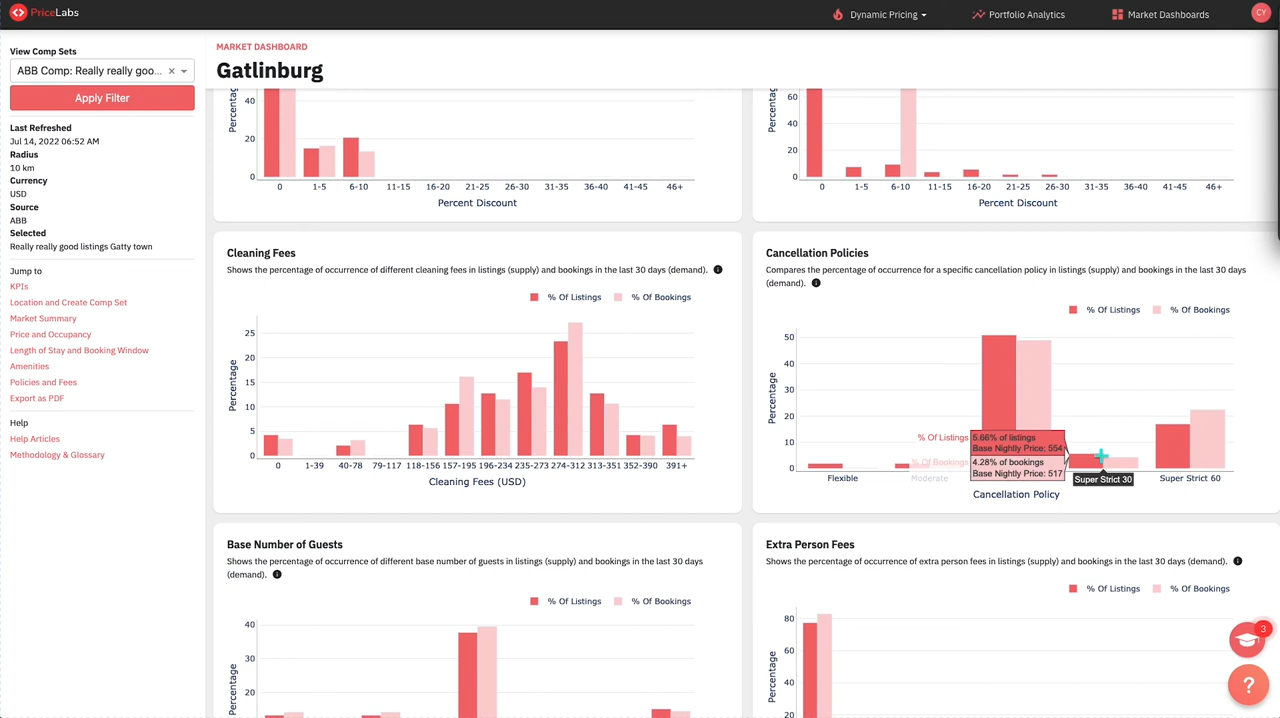 PriceLabs
Dynamic Pricing
Portfolio Analytics
Market Dashboards
CY
View Comp Sets
ABB Comp: Really really goo...
Apply Filter
Last Refreshed
Jul 14, 2022 06:52 AM
Radius
10 km
Currency
USD
Source
ABB
Selected
Really really good listings Gatty town
Jump to
KPIs
Location and Create Comp Set
Market Summary
Price and Occupancy
Length of Stay and Booking Window
Amenities
Policies and Fees
Export as PDF
Help
Help Articles
Methodology & Glossary
MARKET DASHBOARD
Gatlinburg
Percentag
40
20
0
0 1-5 6-10 11-15 16-20 21-25 26-30 31-35 36-40 41-45 46+
Percent Discount
Percentag
60
40
20
0
0 1-5 6-10 11-15 16-20 21-25 26-30 31-35 36-40 41-45 46+
Percent Discount
Cleaning Fees
Shows the percentage of occurrence of different cleaning fees in listings (supply) and bookings in the last 30 days (demand).
% Of Listings % Of Bookings
Percentage
25
20
15
10
5
0
0 1-39 40-78 79-117 118-156 157-195 196-234 235-273 274-312 313-351 352-390 391+
Cleaning Fees (USD)
Cancellation Policies
Compares the percentage of occurrence for a specific cancellation policy in listings (supply) and bookings in the last 30 days
(demand).
% Of Listings % Of Bookings
Percentage
50
40
30
20
10
0
% Of Listings 5.66% of listings
Base Nightly Price: 554
% Of Bookings 4.28% of bookings
Base Nightly Price: 517
Flexible Moderate Super Strict 30 Super Strict 60
Cancellation Policy
Base Number of Guests
Shows the percentage of occurrence of different base number of guests in listings (supply) and bookings in the last 30 days
(demand).
% Of Listings % Of Bookings
Percentage
40
30
20
Extra Person Fees
Shows the percentage of occurrence of extra person fees in listings (supply) and bookings in the last 30 days (demand).
% Of Listings % Of Bookings
Percentage
80
60
40
20
3
?